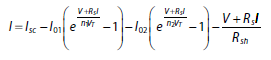 I = I_sc − I_01 ( e^{(V + R_s I)/(n_1 V_T)} − 1 ) − I_02 ( e^{(V + R_s I)/(n_2 V_T)} − 1 ) − (V + R_s I)/R_sh